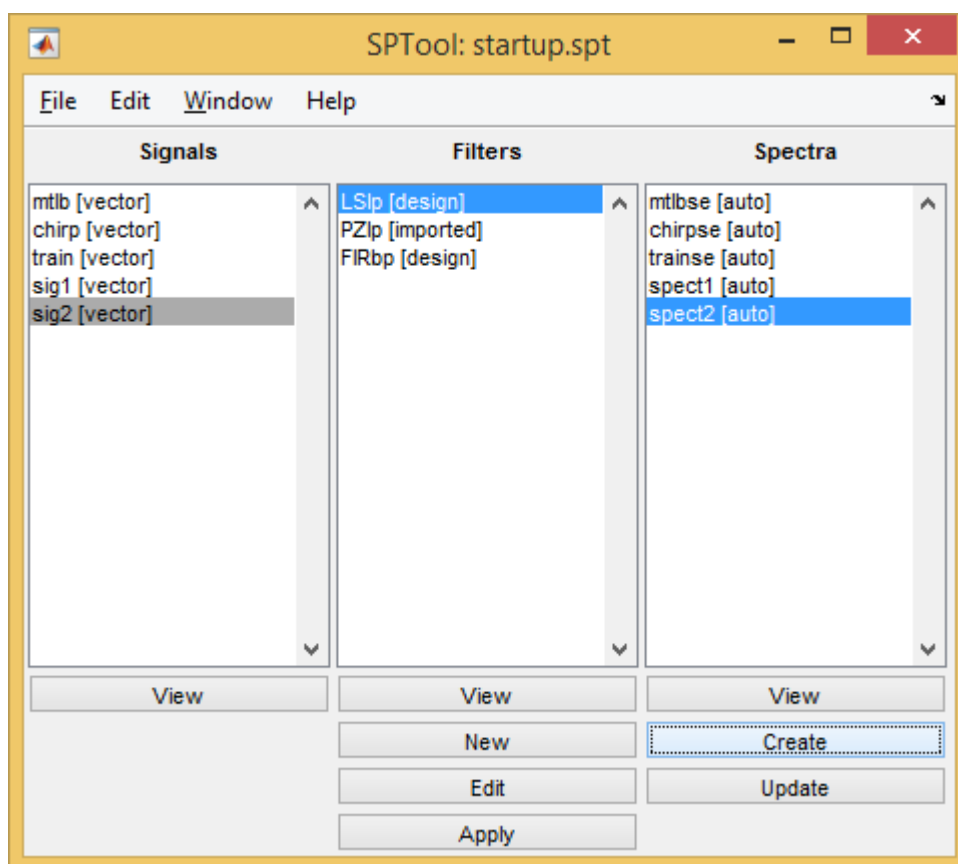 SPTool: startup.spt
File Edit Window Help
Signals Filters Spectra
mtlb [vector]
chirp [vector]
train [vector]
sig1 [vector]
sig2 [vector]
LSlp [design]
PZlp [imported]
FIRbp [design]
mtlbse [auto]
chirpse [auto]
trainse [auto]
spect1 [auto]
spect2 [auto]
View
View
New
Edit
Apply
View
Create
Update